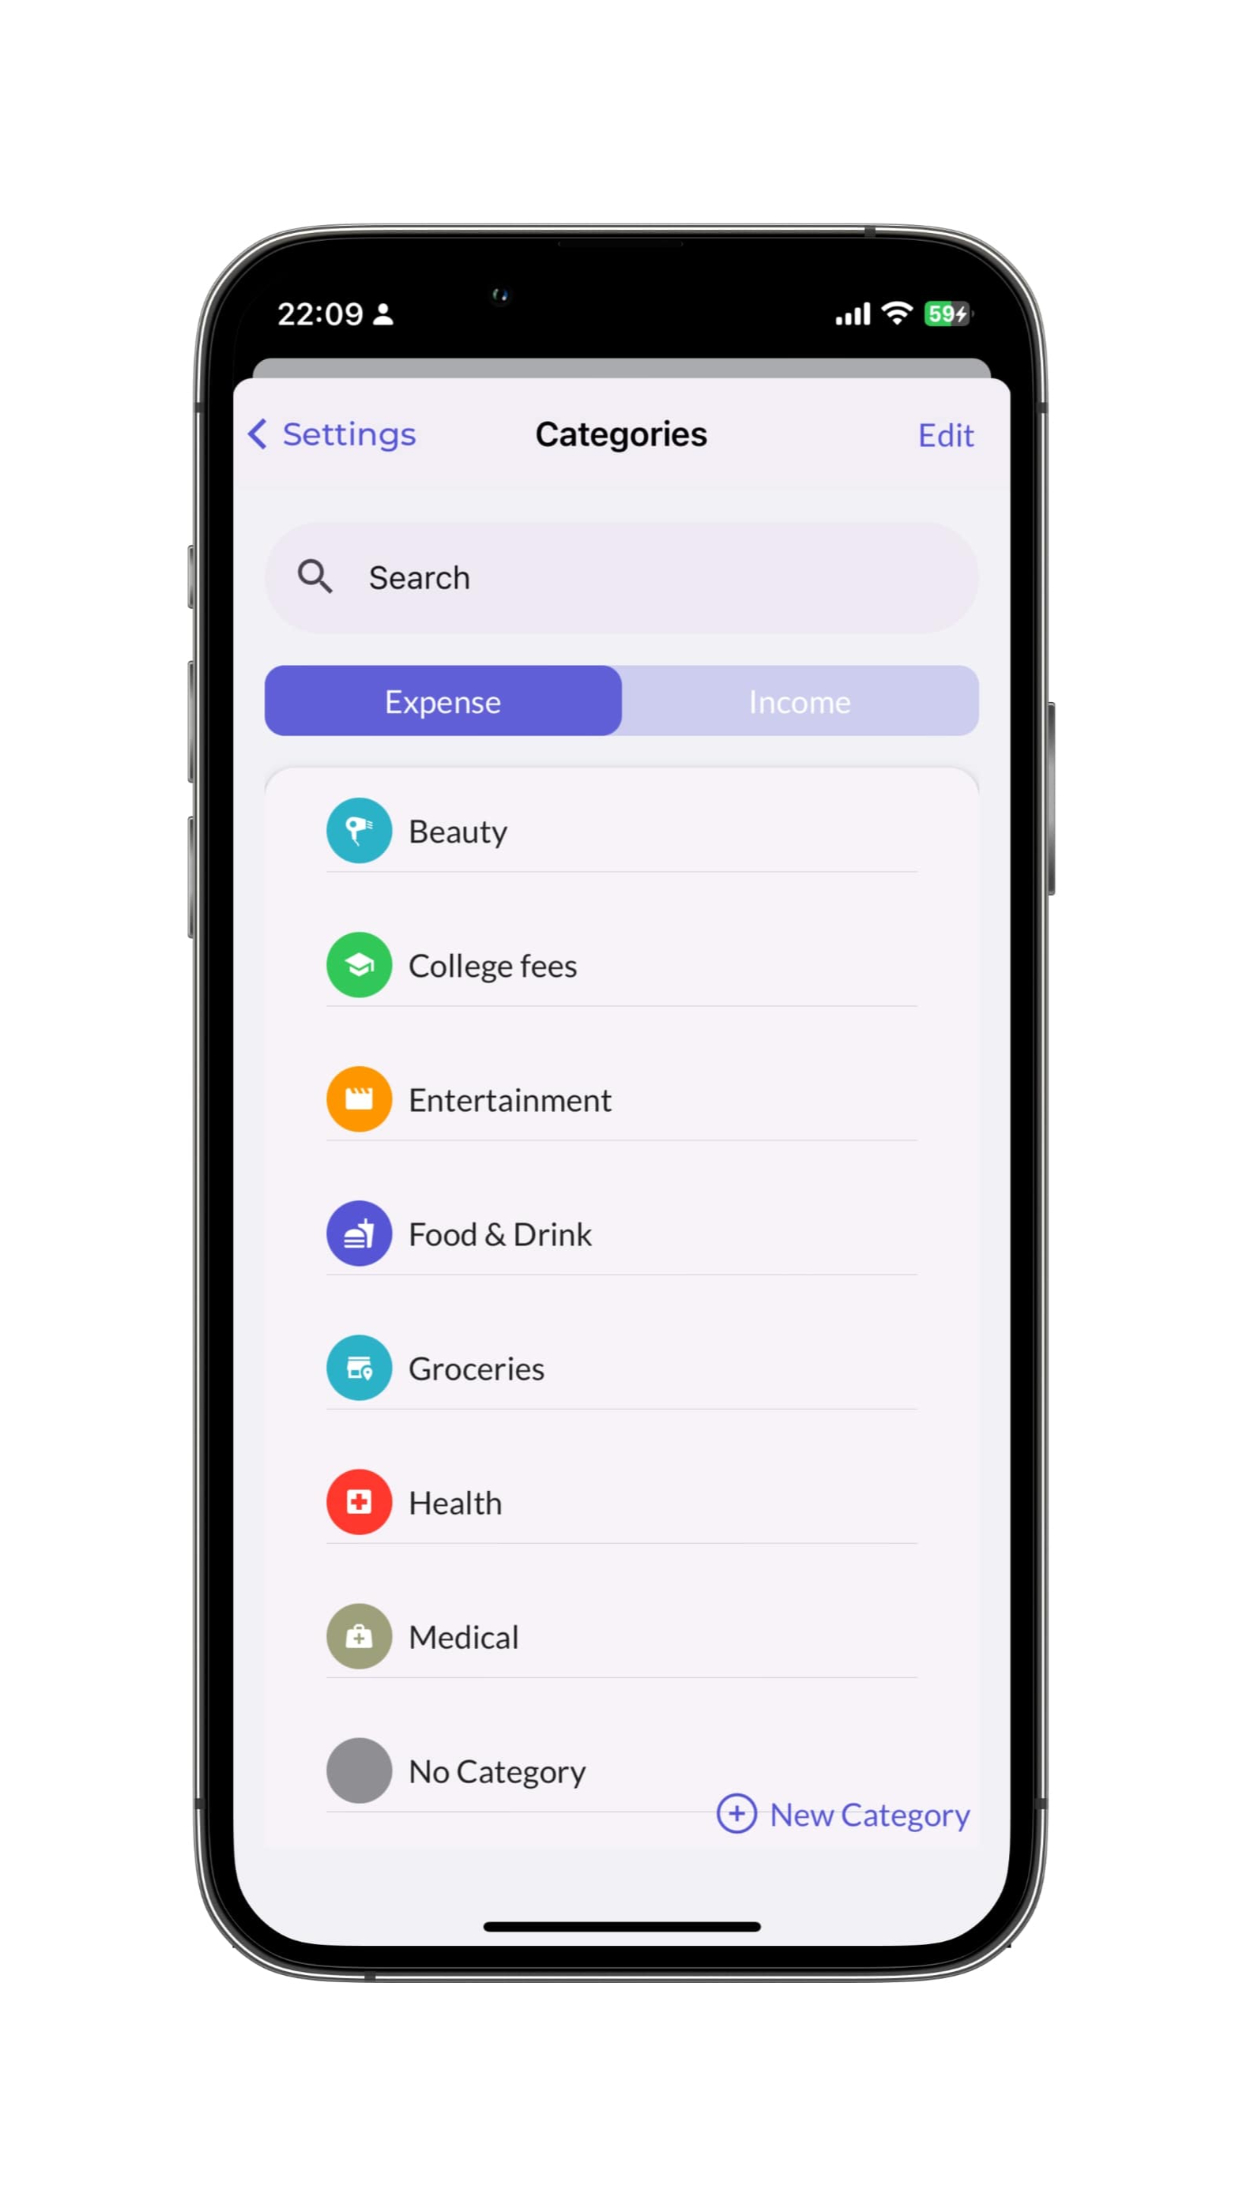 22:09
59
Settings
Categories
Edit
Search
Expense
Income
Beauty
College fees
Entertainment
Food & Drink
Groceries
Health
Medical
No Category
New Category